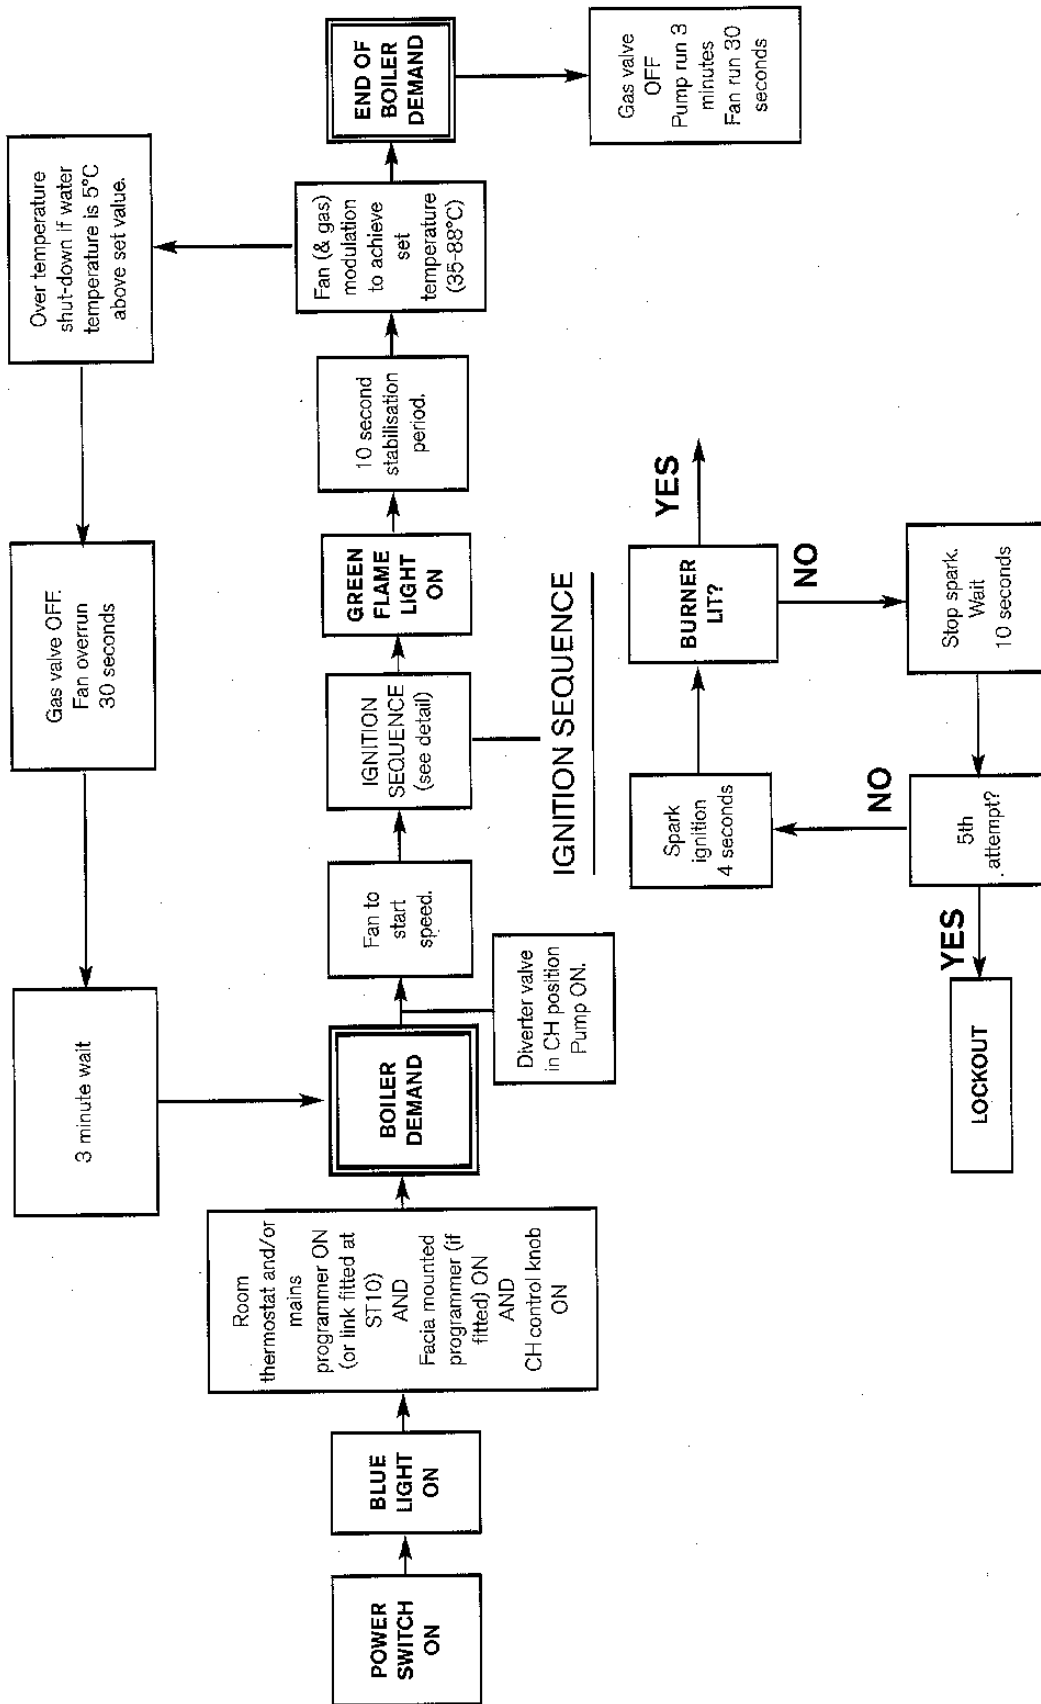 Over temperature
shut-down if water
temperature is 5°C
above set value.
Gas valve OFF.
Fan overrun
30 seconds
3 minute wait
POWER
SWITCH
ON
BLUE
LIGHT
ON
Room
thermostat and/or
mains
programmer ON
(or link fitted at
ST10)
AND
Facia mounted
programmer (if
fitted) ON
AND
CH control knob
ON
BOILER
DEMAND
Diverter valve
in CH position
Pump ON.
Fan to
start
speed.
IGNITION
SEQUENCE
(see detail)
GREEN
FLAME
LIGHT
ON
10 second
stabilisation
period.
Fan (& gas)
modulation
to achieve
set
temperature
(35-88°C)
END OF
BOILER
DEMAND
Gas valve
OFF
Pump run 3
minutes
Fan run 30
seconds
IGNITION SEQUENCE
Spark
ignition
4 seconds
BURNER
LIT?
YES
NO
Stop spark.
Wait
10 seconds
5th
attempt?
NO
YES
LOCKOUT